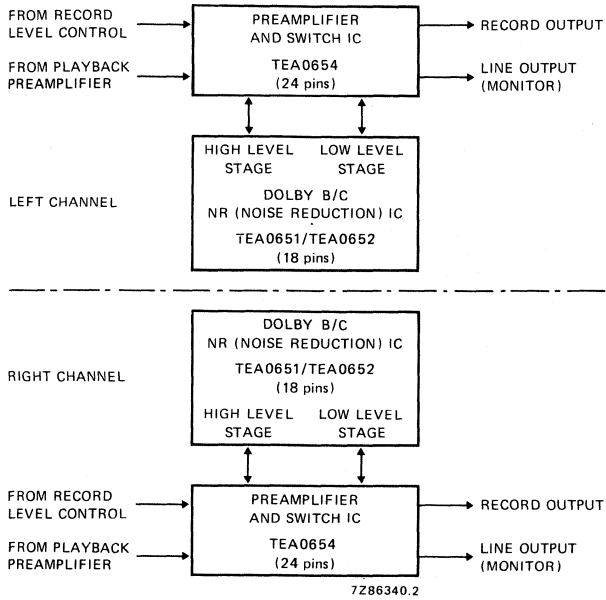 FROM RECORD
LEVEL CONTROL
PREAMPLIFIER
AND SWITCH IC
RECORD OUTPUT
FROM PLAYBACK
PREAMPLIFIER
TEA0654
(24 pins)
LINE OUTPUT
(MONITOR)
HIGH LEVEL
STAGE
LOW LEVEL
STAGE
LEFT CHANNEL
DOLBY B/C
NR (NOISE REDUCTION) IC
TEA0651/TEA0652
(18 pins)
DOLBY B/C
NR (NOISE REDUCTION) IC
RIGHT CHANNEL
TEA0651/TEA0652
(18 pins)
HIGH LEVEL
STAGE
LOW LEVEL
STAGE
FROM RECORD
LEVEL CONTROL
PREAMPLIFIER
AND SWITCH IC
RECORD OUTPUT
FROM PLAYBACK
PREAMPLIFIER
TEA0654
(24 pins)
LINE OUTPUT
(MONITOR)
7Z86340.2